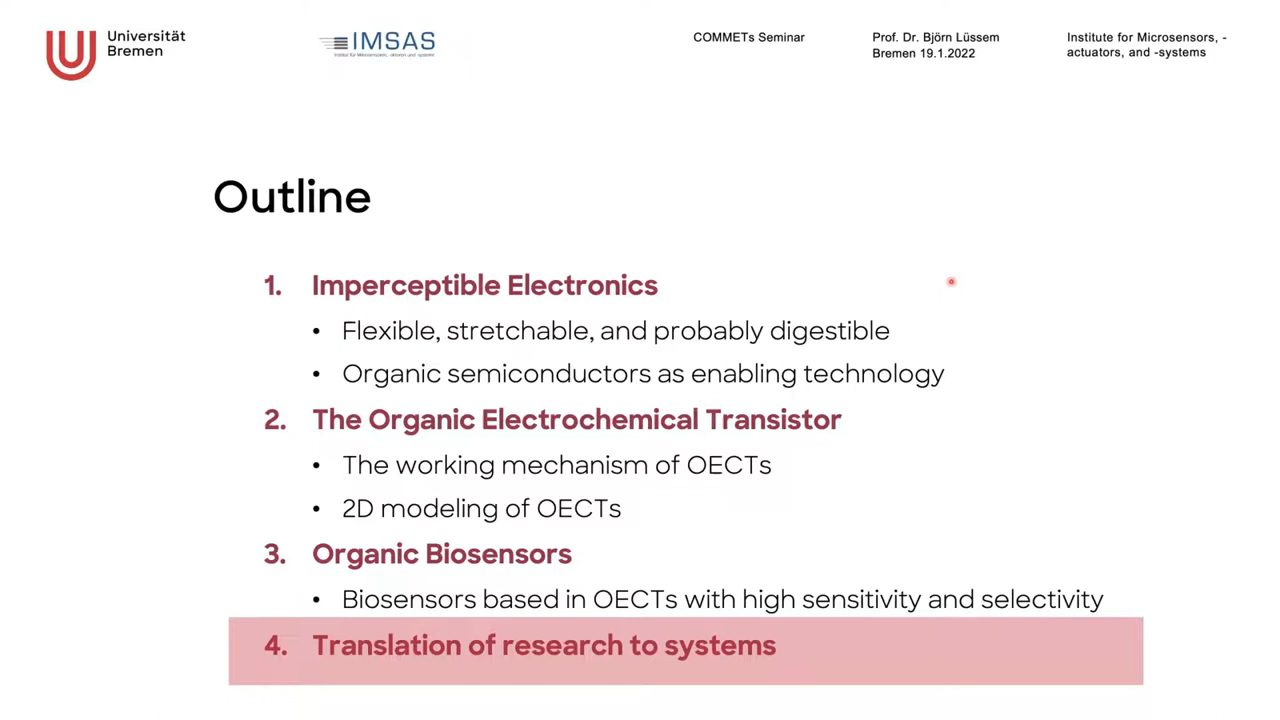 Universität
Bremen
IMSAS
COMMETs Seminar
Prof. Dr. Björn Lüssem
Bremen 19.1.2022
Institute for Microsensors, -
actuators, and -systems
Outline
1. Imperceptible Electronics
• Flexible, stretchable, and probably digestible
• Organic semiconductors as enabling technology
2. The Organic Electrochemical Transistor
• The working mechanism of OECTs
• 2D modeling of OECTs
3. Organic Biosensors
• Biosensors based in OECTs with high sensitivity and selectivity
4. Translation of research to systems